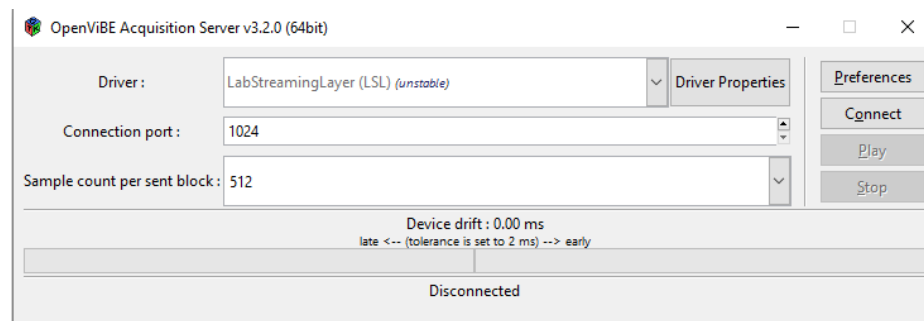 OpenViBE Acquisition Server v3.2.0 (64bit)
Driver : LabStreamingLayer (LSL) (unstable) Driver Properties Preferences
Connection port : 1024 Connect
Play
Sample count per sent block : 512 Stop
Device drift : 0.00 ms
late <-- (tolerance is set to 2 ms) --> early
Disconnected